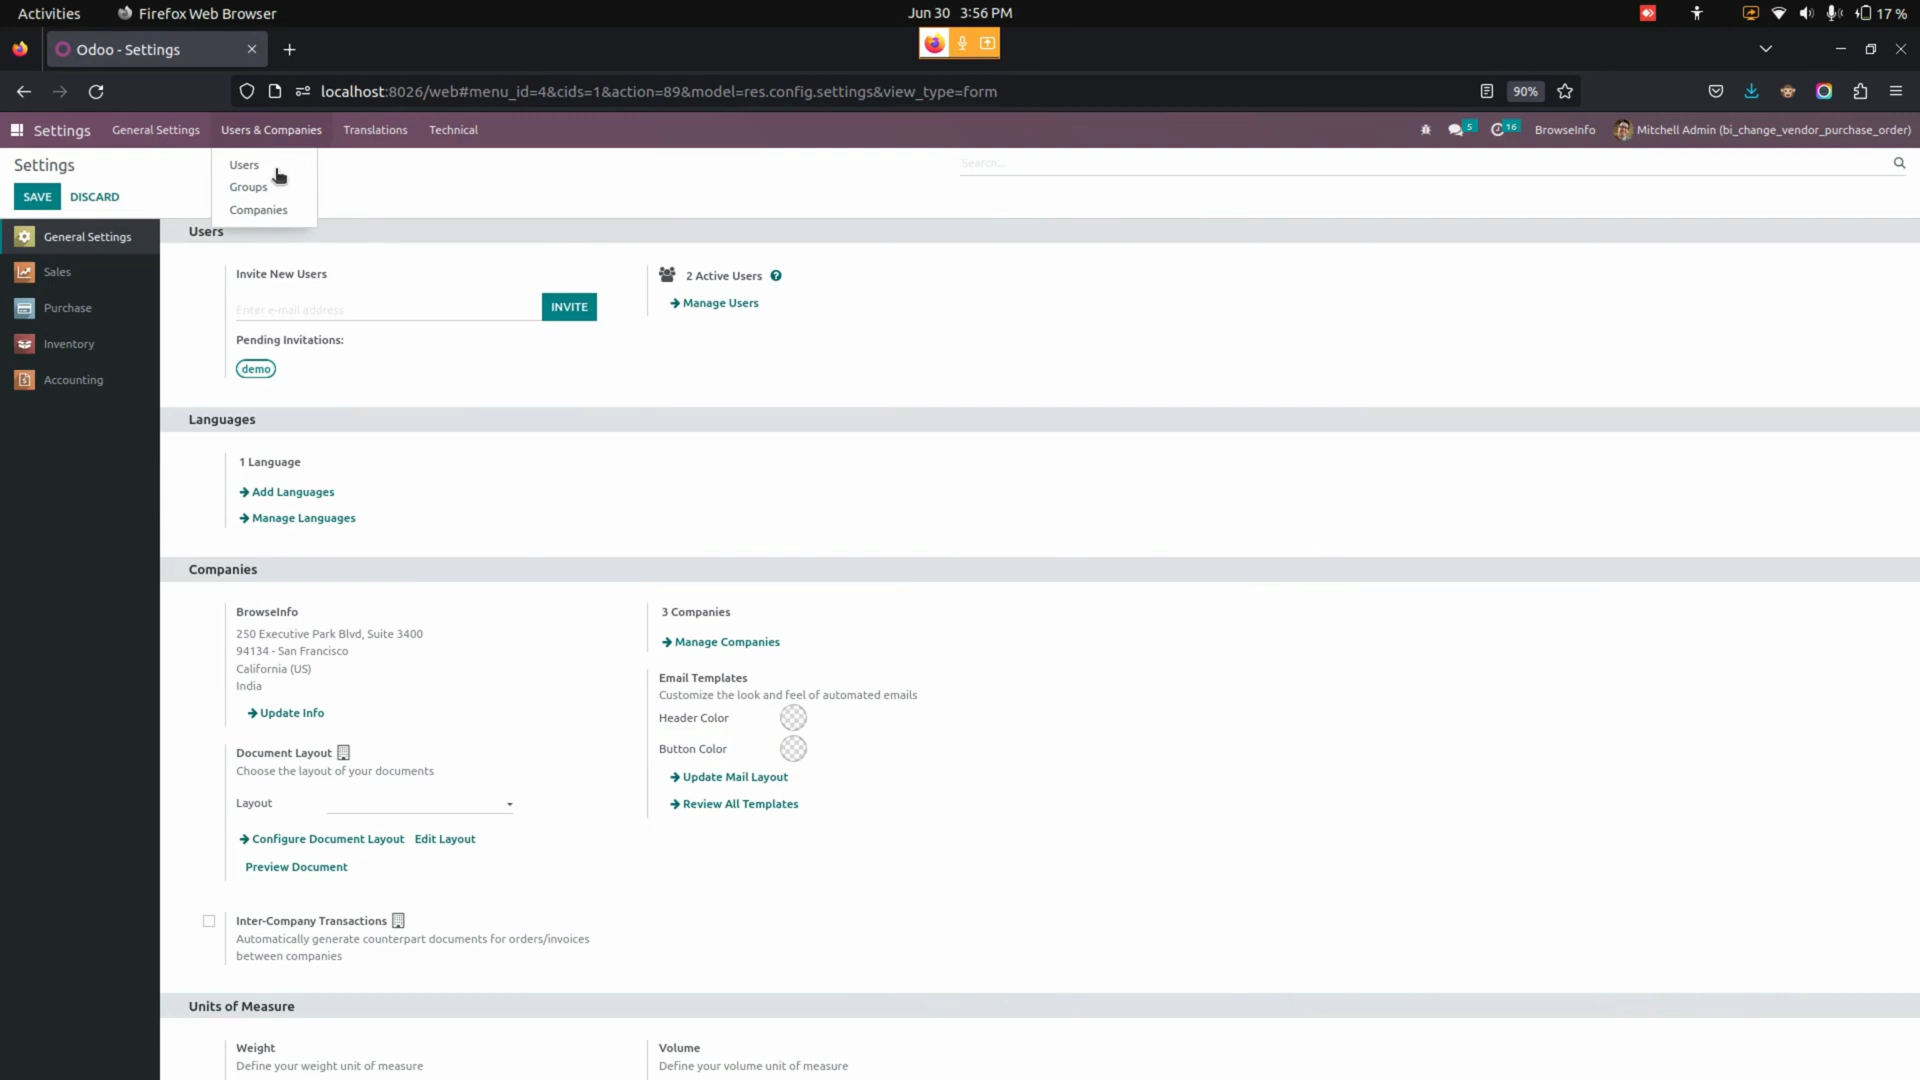 Activities
Firefox Web Browser
Jun 30 3:56 PM
17 %
Odoo - Settings
localhost:8026/web#menu_id=4&cids=1&action=89&model=res.config.settings&view_type=form
90%
Settings
General Settings
Users & Companies
Translations
Technical
5
16
BrowseInfo
Mitchell Admin (bi_change_vendor_purchase_order)
Settings
Search...
SAVE
DISCARD
Users
Groups
Companies
General Settings
Sales
Purchase
Inventory
Accounting
Users
Invite New Users
Enter e-mail address
INVITE
Pending Invitations:
demo
2 Active Users
Manage Users
Languages
1 Language
Add Languages
Manage Languages
Companies
BrowseInfo
250 Executive Park Blvd, Suite 3400
94134 - San Francisco
California (US)
India
Update Info
3 Companies
Manage Companies
Document Layout
Choose the layout of your documents
Layout
Configure Document Layout
Edit Layout
Preview Document
Email Templates
Customize the look and feel of automated emails
Header Color
Button Color
Update Mail Layout
Review All Templates
Inter-Company Transactions
Automatically generate counterpart documents for orders/invoices
between companies
Units of Measure
Weight
Define your weight unit of measure
Volume
Define your volume unit of measure